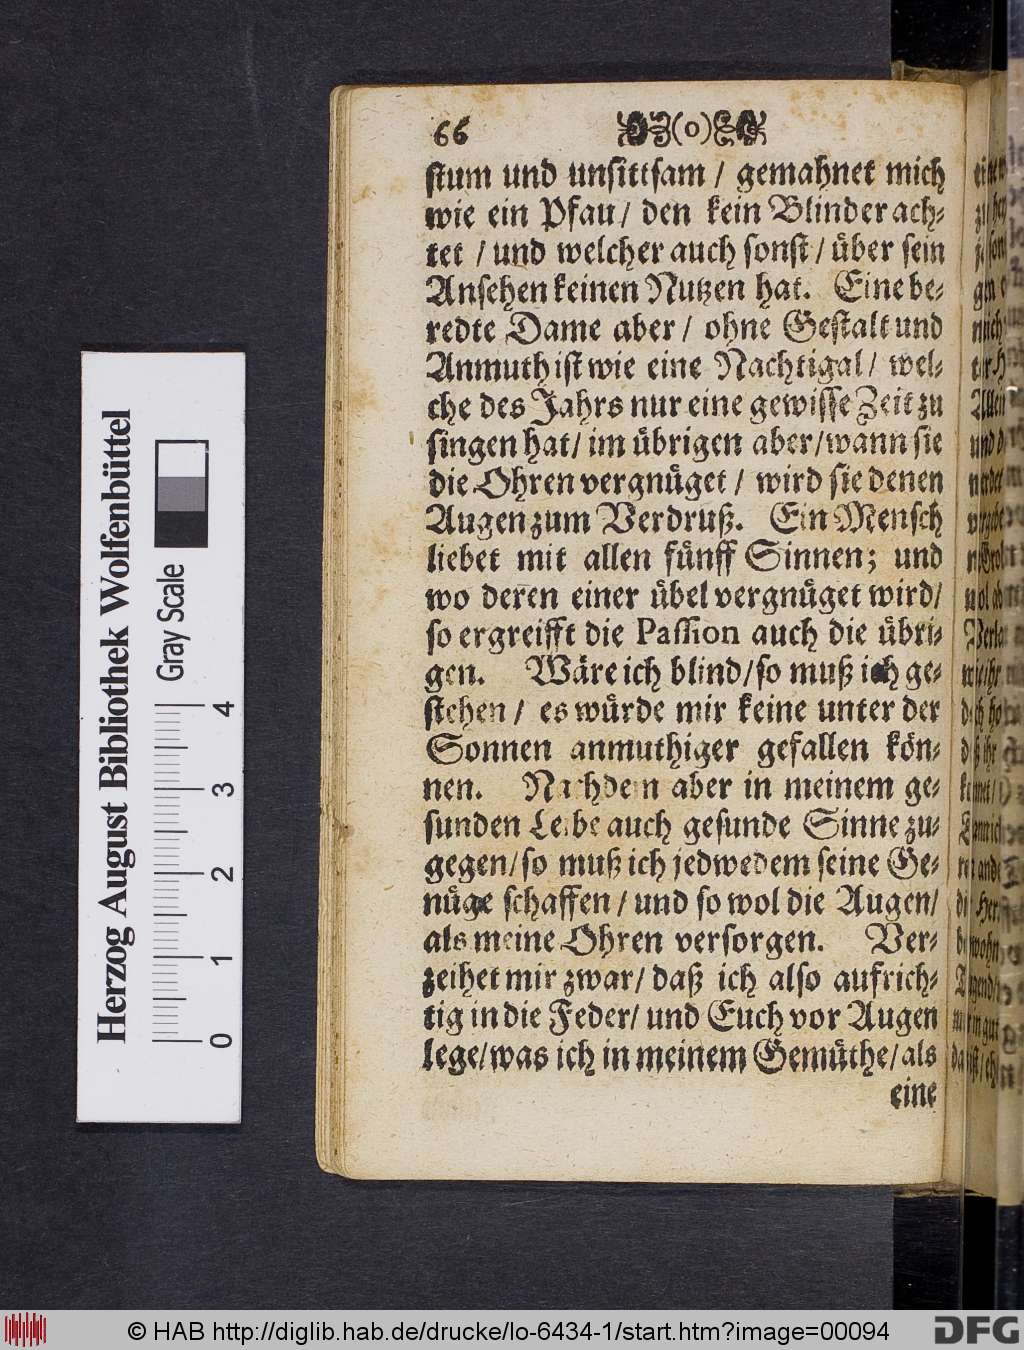 66 (o)
stum und unsittsam / gemahnet mich
wie ein Pfau / den kein Blinder ach-
tet / und welcher auch sonst / über sein
Ansehen keinen Nutzen hat. Eine be-
redte Dame aber / ohne Gestalt und
Anmuth ist wie eine Nachtigal / wel-
che des Jahrs nur eine gewisse Zeit zu
singen hat / im übrigen aber / wann sie
die Ohren vergnüget / wird sie denen
Augen zum Verdruß. Ein Mensch
liebet mit allen fünff Sinnen; und
wo deren einer übel vergnüget wird /
so ergreifft die Passion auch die übri-
gen. Wäre ich blind / so muß ich ge-
stehen / es würde mir keine unter der
Sonnen anmuthiger gefallen kön-
nen. Nachdem aber in meinem ge-
sunden Leibe auch gesunde Sinne zu-
gegen / so muß ich jedwedem seine Ge-
nüge schaffen / und so wol die Augen /
als meine Ohren versorgen. Ver-
zeihet mir zwar / daß ich also aufrich-
tig in die Feder / und Euch vor Augen
lege / was ich in meinem Gemüthe / als
eine
Herzog August Bibliothek Wolfenbüttel
Gray Scale
0 1 2 3 4
© HAB http://diglib.hab.de/drucke/lo-6434-1/start.htm?image=00094
DFG